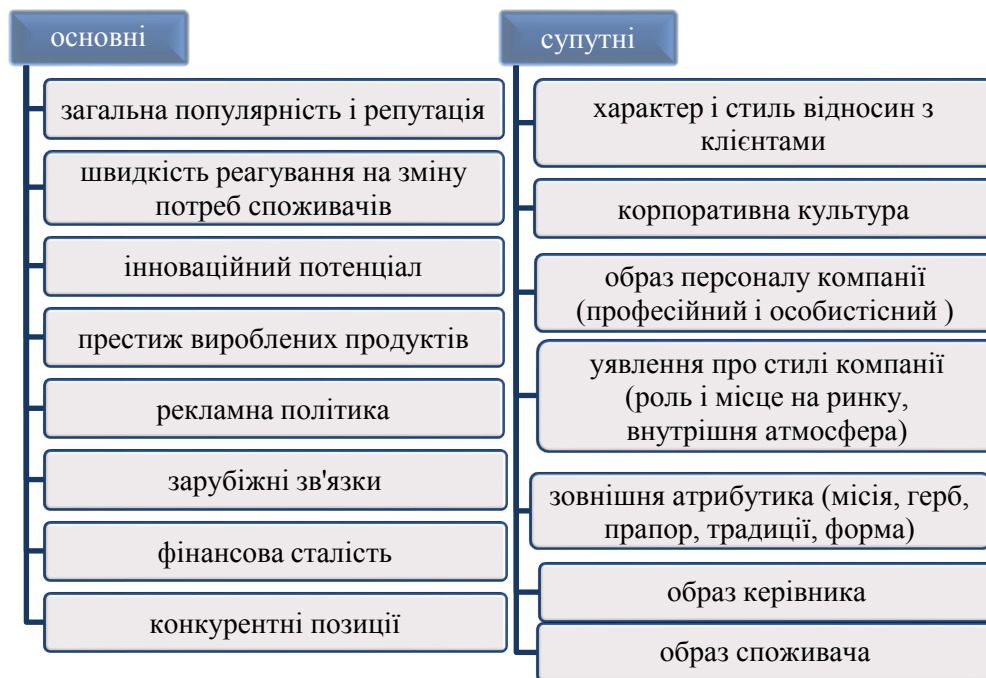 основні
загальна популярність і репутація
швидкість реагування на зміну
потреб споживачів
інноваційний потенціал
престиж вироблених продуктів
рекламна політика
зарубіжні зв'язки
фінансова сталість
конкурентні позиції
супутні
характер і стиль відносин з
клієнтами
корпоративна культура
образ персоналу компанії
(професійний і особистісний )
уявлення про стилі компанії
(роль і місце на ринку,
внутрішня атмосфера)
зовнішня атрибутика (місія, герб,
прапор, традиції, форма)
образ керівника
образ споживача